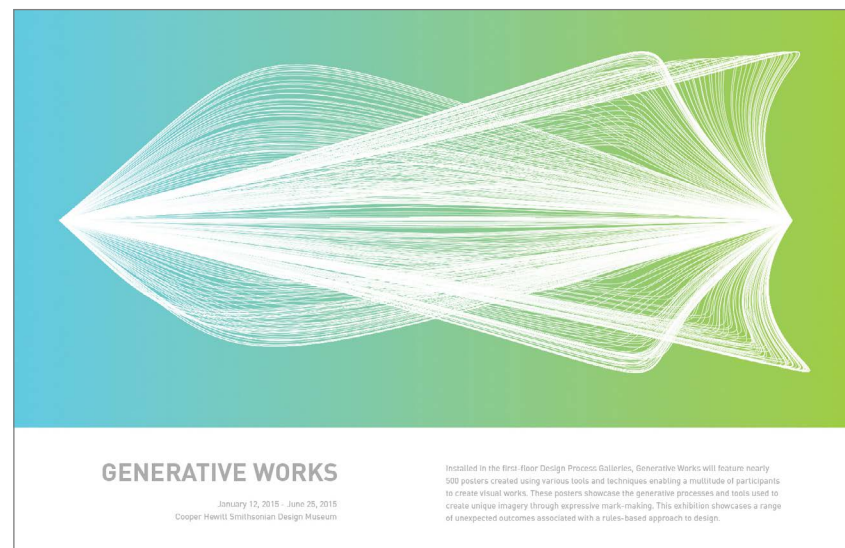 GENERATIVE WORKS
January 12, 2015 - June 25, 2015
Cooper Hewitt Smithsonian Design Museum
Installed in the first-floor Design Process Galleries, Generative Works will feature nearly
500 posters created using various tools and techniques enabling a multitude of participants
to create visual works. These posters showcase the generative processes and tools used to
create unique imagery through expressive mark-making. This exhibition showcases a range
of unexpected outcomes associated with a rules-based approach to design.